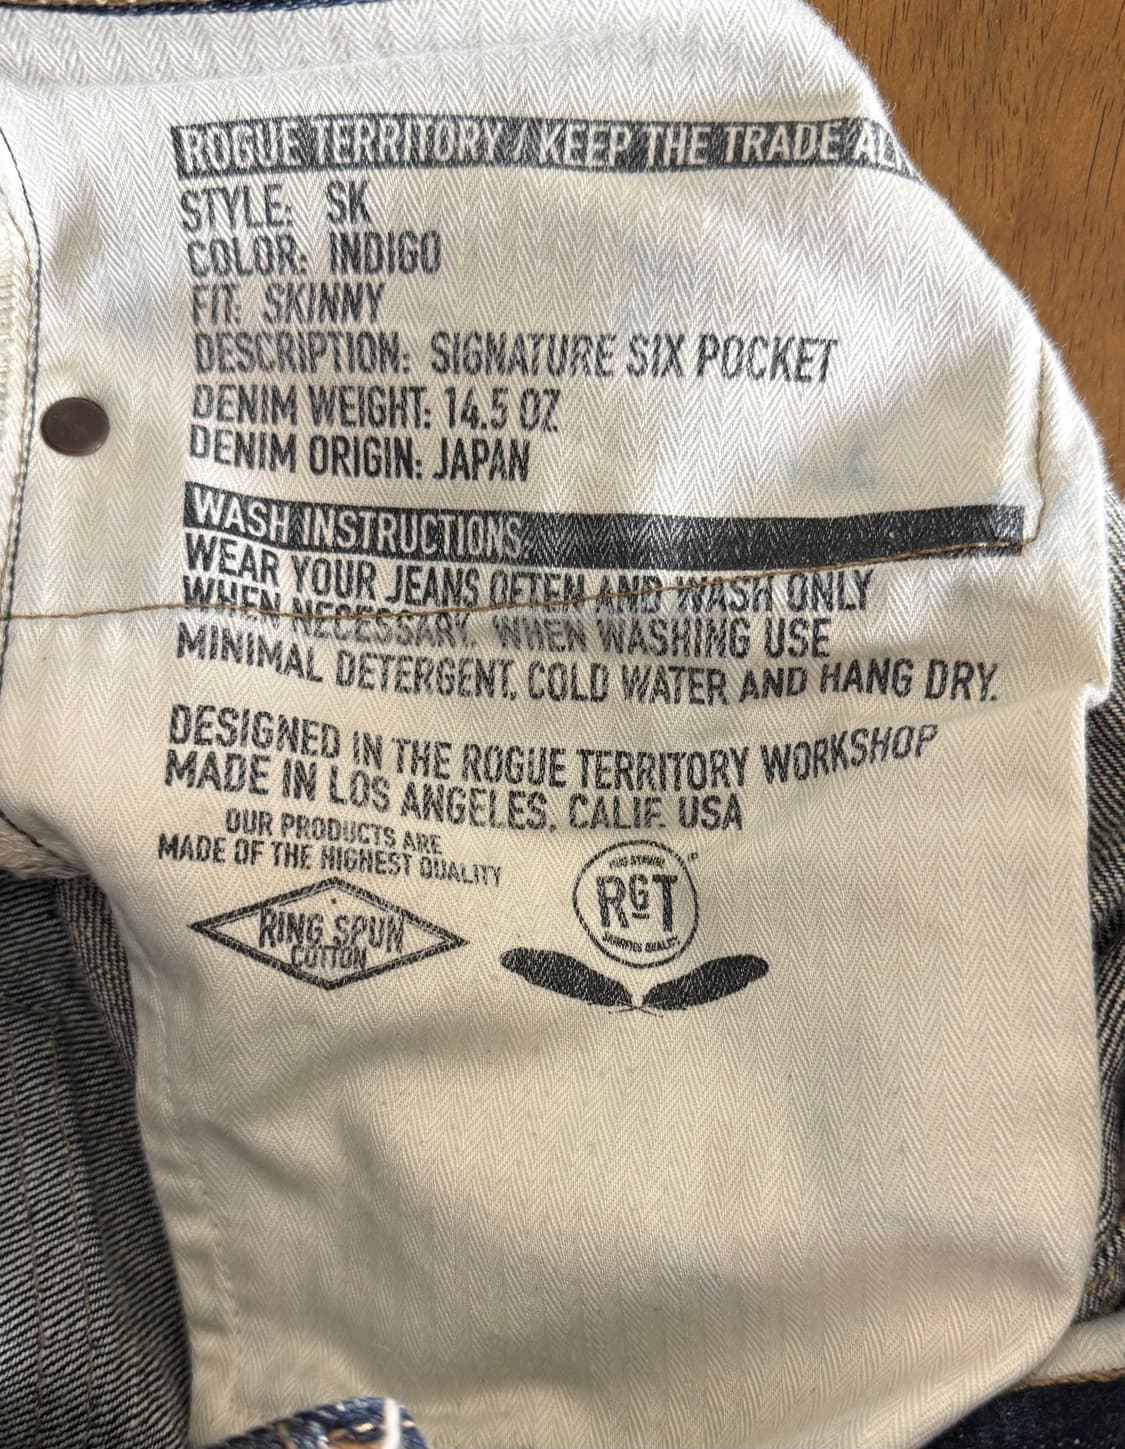 ROGUE TERRITORY / KEEP THE TRADE
STYLE: SK
COLOR: INDIGO
FIT: SKINNY
DESCRIPTION: SIGNATURE SIX POCKET
DENIM WEIGHT: 14.5 OZ
DENIM ORIGIN: JAPAN
WASH INSTRUCTIONS:
WEAR YOUR JEANS OFTEN AND WASH ONLY
WHEN NECESSARY. WHEN WASHING USE
MINIMAL DETERGENT, COLD WATER AND HANG DRY.
DESIGNED IN THE ROGUE TERRITORY WORKSHOP
MADE IN LOS ANGELES, CALIF. USA
OUR PRODUCTS ARE
MADE OF THE HIGHEST QUALITY
RING SPUN
COTTON
RGT